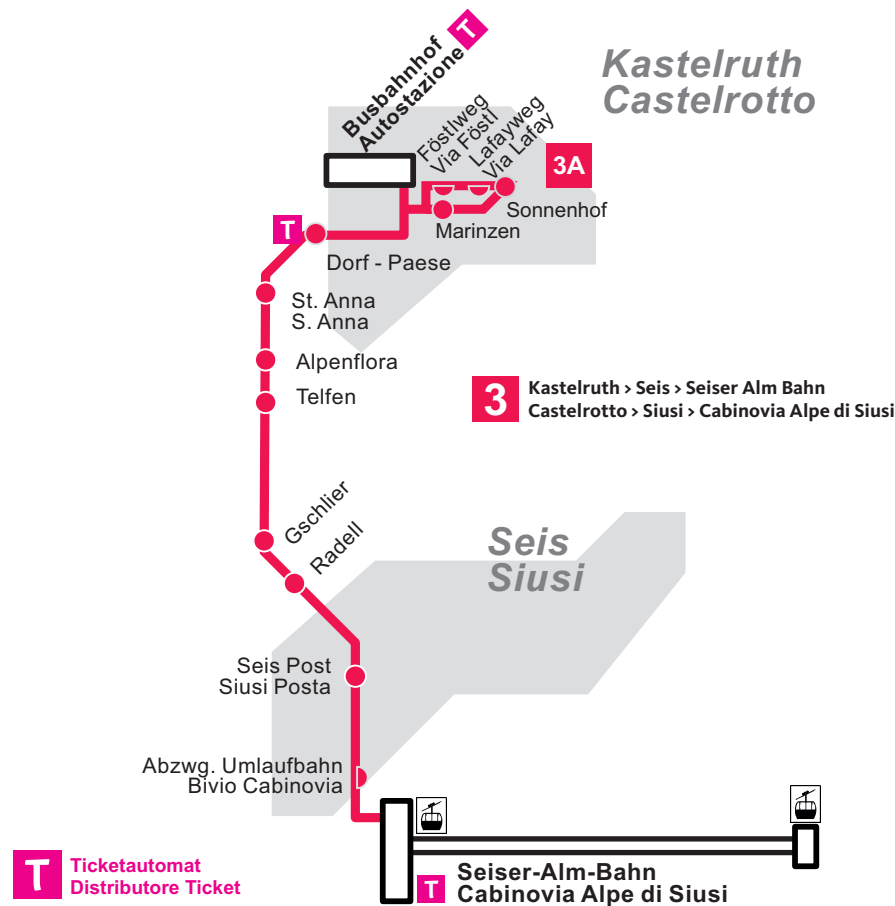 T
Busbahnhof
Autostazione
Kastelruth
Castelrotto
Föstlweg
Via Föstl
Lafayweg
Via Lafay
3A
Sonnenhof
Marinzen
T
Dorf - Paese
St. Anna
S. Anna
Alpenflora
Telfen
3
Kastelruth › Seis › Seiser Alm Bahn
Castelrotto › Siusi › Cabinovia Alpe di Siusi
Gschlier
Radell
Seis
Siusi
Seis Post
Siusi Posta
Abzwg. Umlaufbahn
Bivio Cabinovia
T
Ticketautomat
Distributore Ticket
T
Seiser-Alm-Bahn
Cabinovia Alpe di Siusi